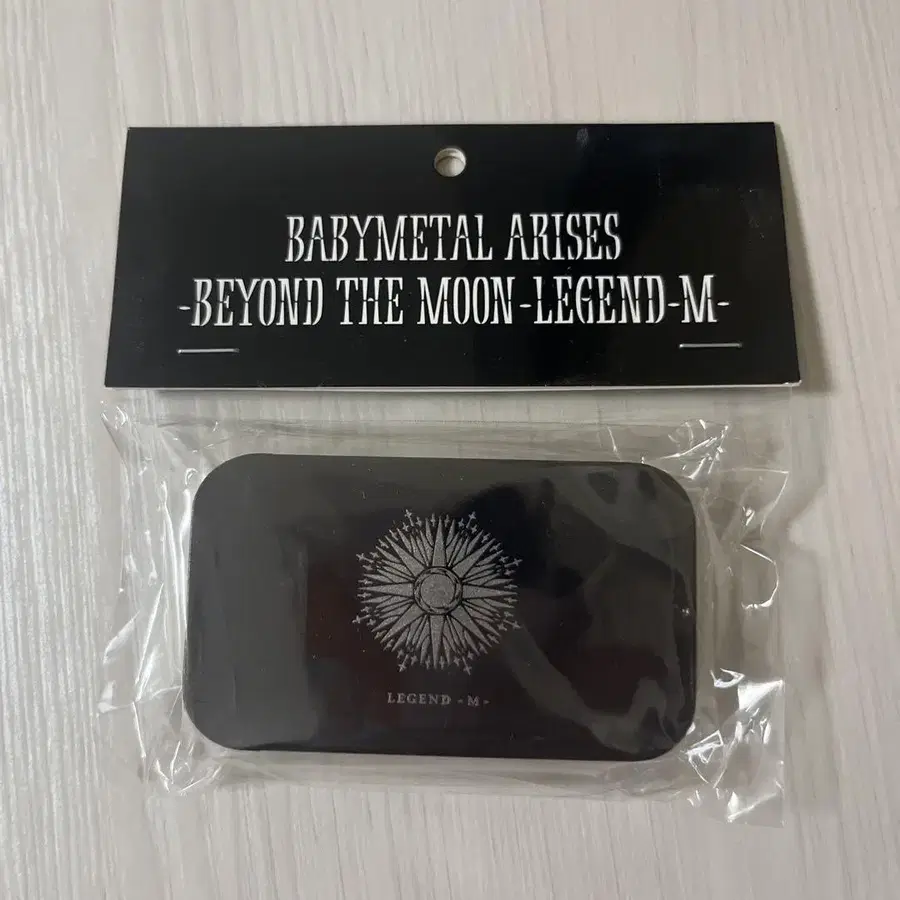 BABYMETAL ARISES
-BEYOND THE MOON-LEGEND-M-
LEGEND -M-